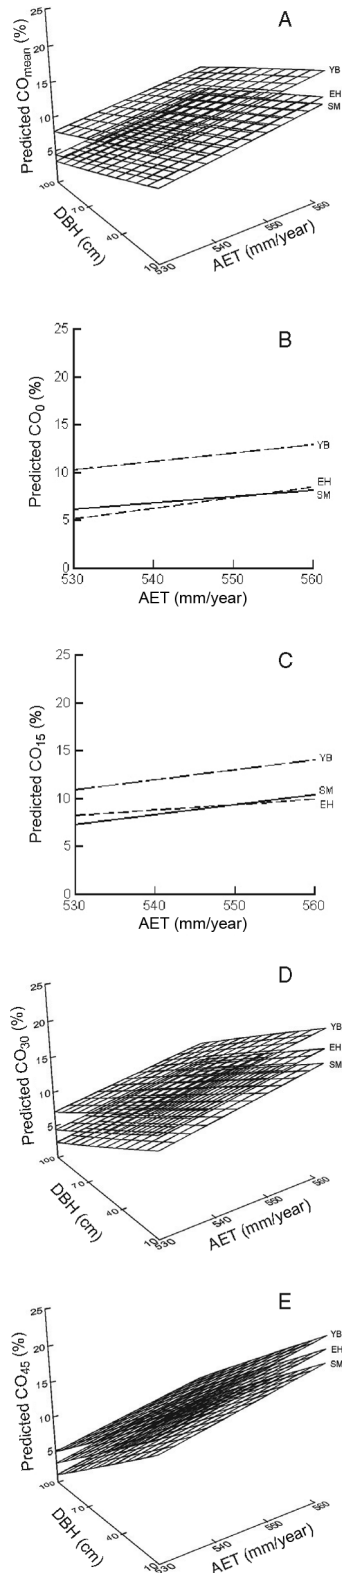 A
Predicted CO_mean (%)
25
20
15
10
5
YB
EH
SM
100
70
40
10
DBH (cm)
530
540
550
560
AET (mm/year)
B
Predicted CO_0 (%)
25
20
15
10
5
0
YB
EH
SM
530 540 550 560
AET (mm/year)
C
Predicted CO_15 (%)
25
20
15
10
5
0
YB
SM
EH
530 540 550 560
AET (mm/year)
D
Predicted CO_30 (%)
25
20
15
10
5
YB
EH
SM
100
70
40
10
DBH (cm)
530
540
550
560
AET (mm/year)
E
Predicted CO_45 (%)
25
20
15
10
5
YB
EH
SM
100
70
40
10
DBH (cm)
530
540
550
560
AET (mm/year)